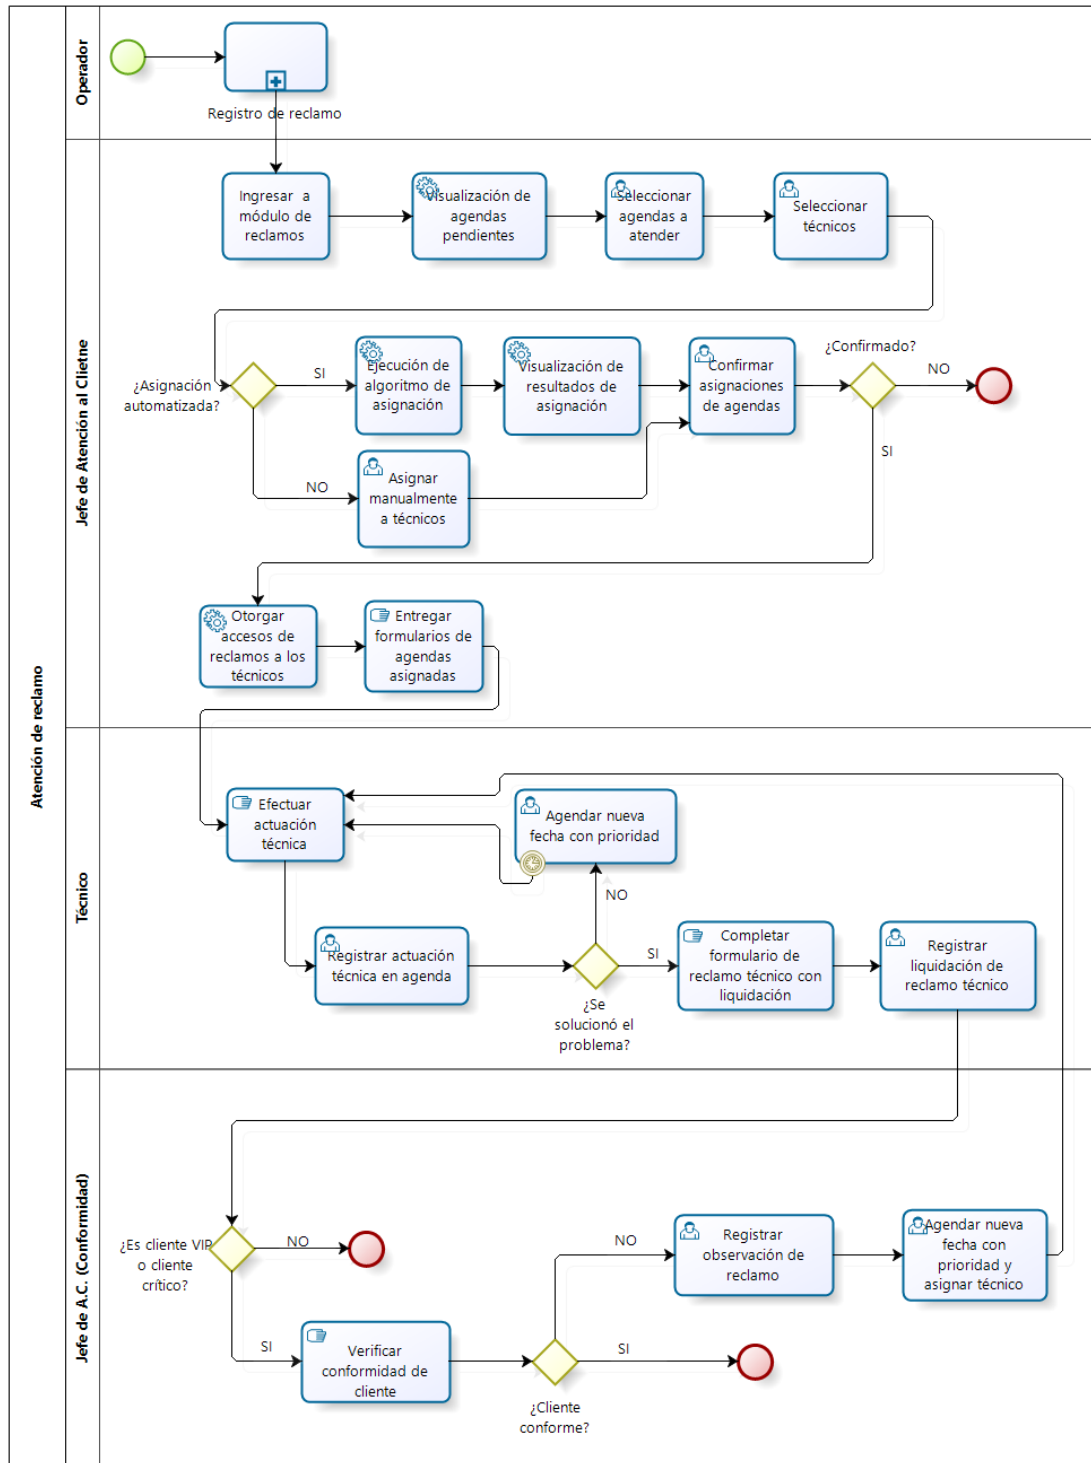 Atención de reclamo
Operador
Registro de reclamo
Jefe de Atención al Clietne
Ingresar a
módulo de
reclamos
Visualización de
agendas
pendientes
Seleccionar
agendas a
atender
Seleccionar
técnicos
¿Asignación
automatizada?
SI
Ejecución de
algoritmo de
asignación
Visualización de
resultados de
asignación
Confirmar
asignaciones
de agendas
¿Confirmado?
NO
SI
NO
Asignar
manualmente
a técnicos
Otorgar
accesos de
reclamos a los
técnicos
Entregar
formularios de
agendas
asignadas
Técnico
Efectuar
actuación
técnica
Agendar nueva
fecha con prioridad
NO
Registrar actuación
técnica en agenda
¿Se
solucionó el
problema?
SI
Completar
formulario de
reclamo técnico con
liquidación
Registrar
liquidación de
reclamo técnico
Jefe de A.C. (Conformidad)
¿Es cliente VIP
o cliente
crítico?
NO
SI
Verificar
conformidad de
cliente
¿Cliente
conforme?
NO
SI
Registrar
observación de
reclamo
Agendar nueva
fecha con
prioridad y
asignar técnico